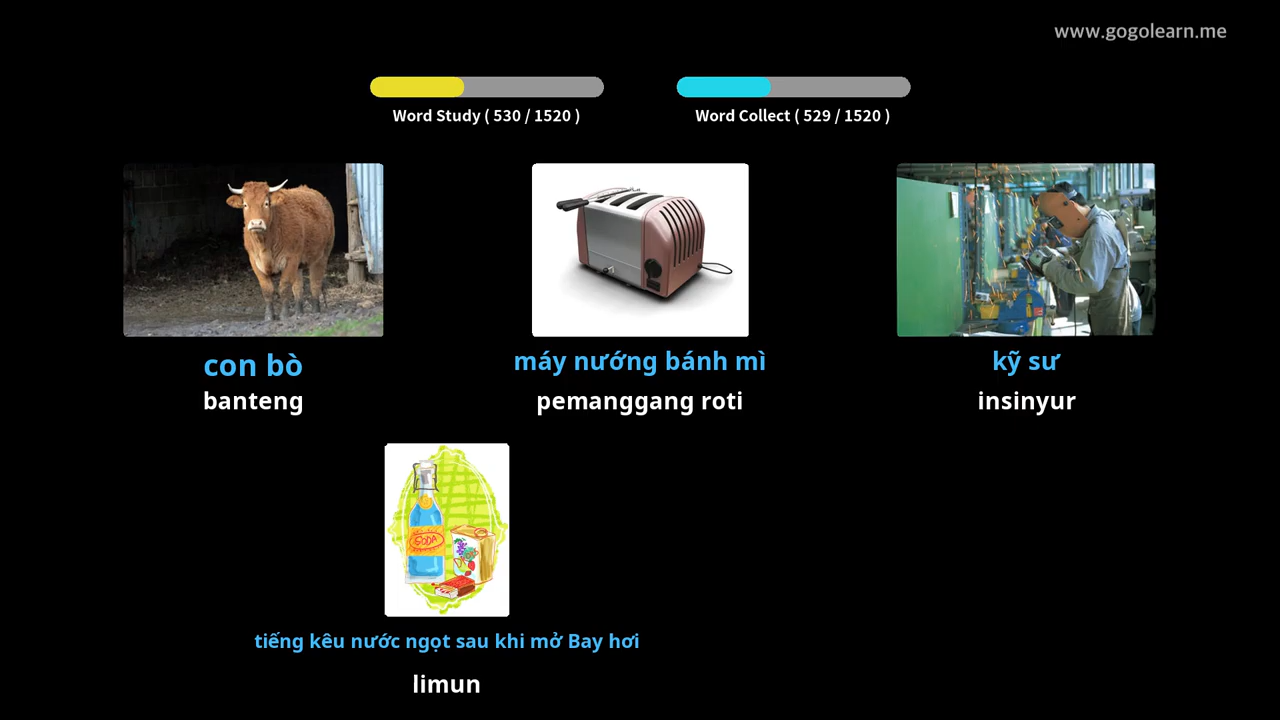 www.gogolearn.me
Word Study ( 530 / 1520 )
Word Collect ( 529 / 1520 )
con bò
banteng
máy nướng bánh mì
pemanggang roti
kỹ sư
insinyur
GODA
tiếng kêu nước ngọt sau khi mở Bay hơi
limun